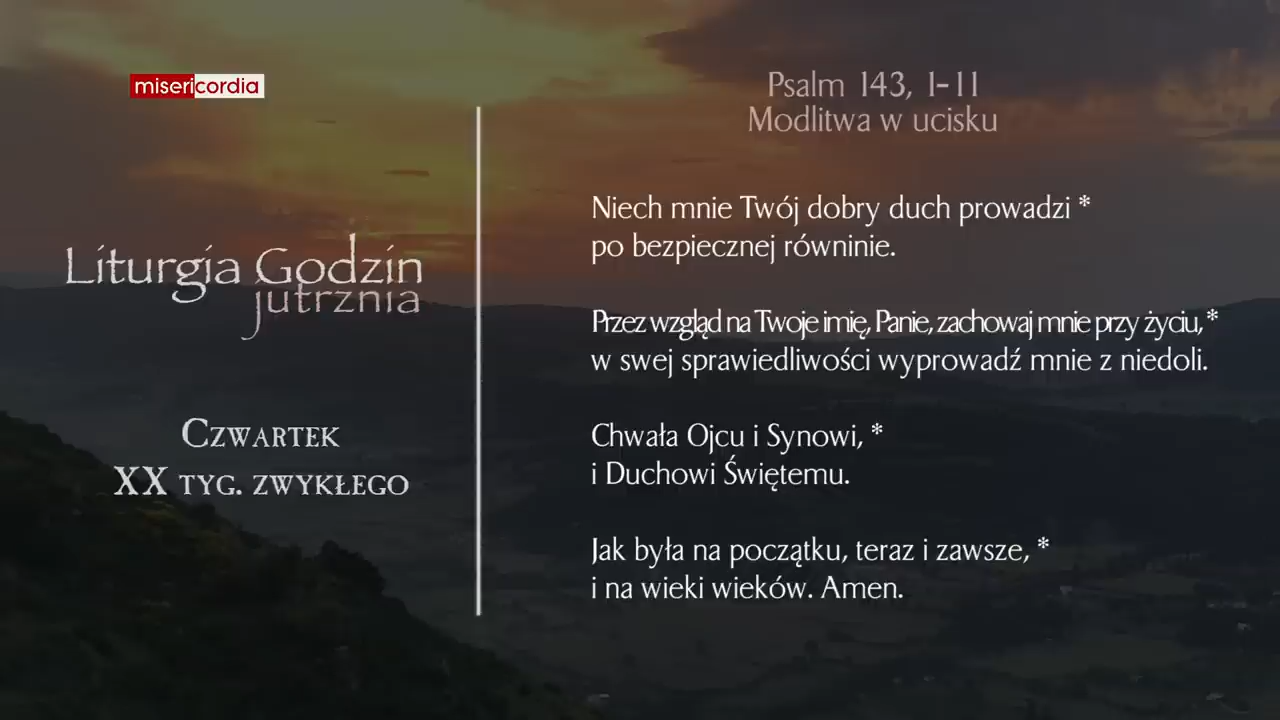 misericordia
Liturgia Godzin
jutrznia
Czwartek
XX tyg. zwykłego
Psalm 143, 1-11
Modlitwa w ucisku
Niech mnie Twój dobry duch prowadzi *
po bezpiecznej równinie.
Przez wzgląd na Twoje imię, Panie, zachowaj mnie przy życiu, *
w swej sprawiedliwości wyprowadź mnie z niedoli.
Chwała Ojcu i Synowi, *
i Duchowi Świętemu.
Jak była na początku, teraz i zawsze, *
i na wieki wieków. Amen.